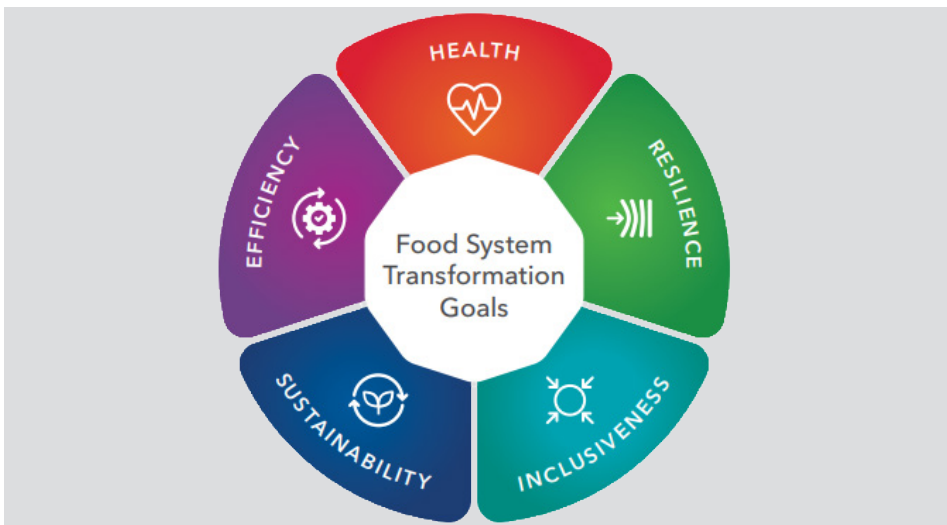 HEALTH
RESILIENCE
INCLUSIVENESS
SUSTAINABILITY
EFFICIENCY
Food System
Transformation
Goals